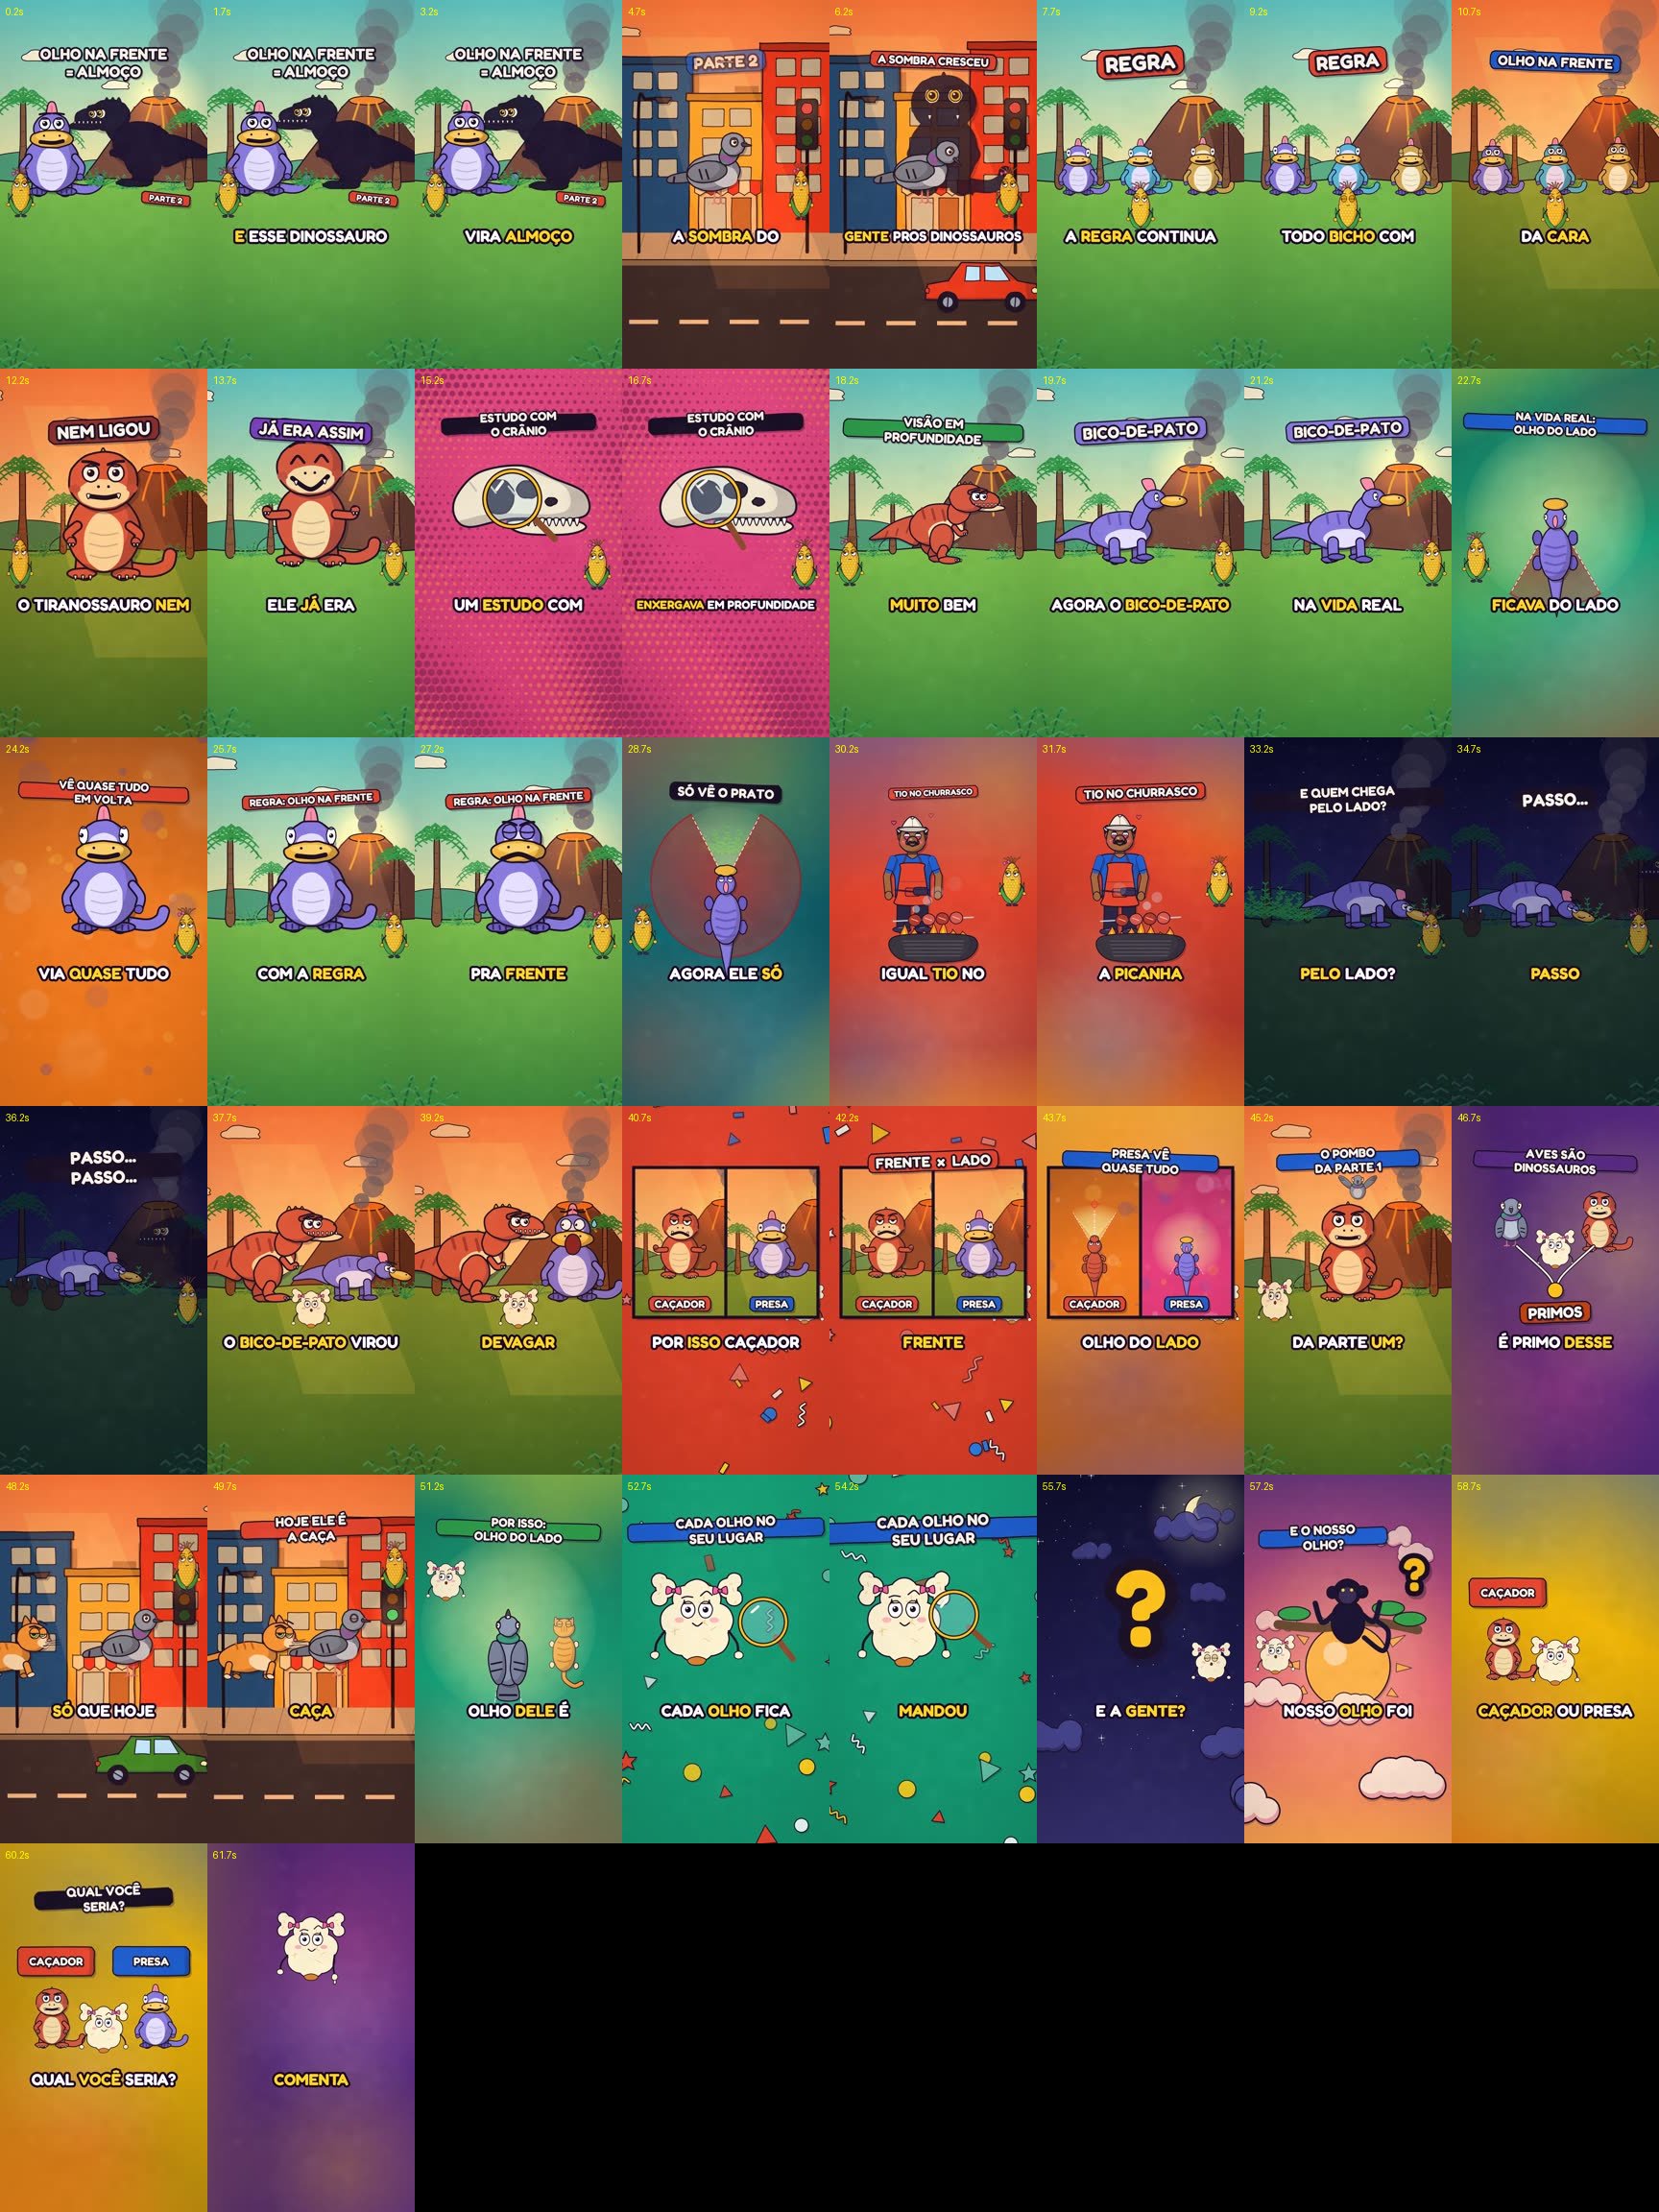 0.2s
OLHO NA FRENTE
= ALMOÇO
PARTE 2
1.7s
OLHO NA FRENTE
= ALMOÇO
PARTE 2
E ESSE DINOSSAURO
3.2s
OLHO NA FRENTE
= ALMOÇO
PARTE 2
VIRA ALMOÇO
4.7s
PARTE 2
A SOMBRA DO
6.2s
A SOMBRA CRESCEU
GENTE PROS DINOSSAUROS
7.7s
REGRA
A REGRA CONTINUA
9.2s
REGRA
TODO BICHO COM
10.7s
OLHO NA FRENTE
DA CARA
12.2s
NEM LIGOU
O TIRANOSSAURO NEM
13.7s
JÁ ERA ASSIM
ELE JÁ ERA
15.2s
ESTUDO COM
O CRÂNIO
UM ESTUDO COM
16.7s
ESTUDO COM
O CRÂNIO
ENXERGAVA EM PROFUNDIDADE
18.2s
VISÃO EM
PROFUNDIDADE
MUITO BEM
19.7s
BICO-DE-PATO
AGORA O BICO-DE-PATO
21.2s
BICO-DE-PATO
NA VIDA REAL
22.7s
NA VIDA REAL:
OLHO DO LADO
FICAVA DO LADO
24.2s
VÊ QUASE TUDO
EM VOLTA
VIA QUASE TUDO
25.7s
REGRA: OLHO NA FRENTE
COM A REGRA
27.2s
REGRA: OLHO NA FRENTE
PRA FRENTE
28.7s
SÓ VÊ O PRATO
AGORA ELE SÓ
30.2s
TIO NO CHURRASCO
IGUAL TIO NO
31.7s
TIO NO CHURRASCO
A PICANHA
33.2s
E QUEM CHEGA
PELO LADO?
PELO LADO?
34.7s
PASSO...
PASSO
36.2s
PASSO...
PASSO...
37.7s
O BICO-DE-PATO VIROU
39.2s
DEVAGAR
40.7s
CAÇADOR
PRESA
POR ISSO CAÇADOR
42.2s
FRENTE x LADO
CAÇADOR
PRESA
FRENTE
43.7s
PRESA VÊ
QUASE TUDO
CAÇADOR
PRESA
OLHO DO LADO
45.2s
O POMBO
DA PARTE 1
DA PARTE UM?
46.7s
AVES SÃO
DINOSSAUROS
PRIMOS
É PRIMO DESSE
48.2s
SÓ QUE HOJE
49.7s
HOJE ELE É
A CAÇA
CAÇA
51.2s
POR ISSO:
OLHO DO LADO
OLHO DELE É
52.7s
CADA OLHO NO
SEU LUGAR
CADA OLHO FICA
54.2s
CADA OLHO NO
SEU LUGAR
MANDOU
55.7s
?
E A GENTE?
57.2s
E O NOSSO
OLHO?
?
NOSSO OLHO FOI
58.7s
CAÇADOR
CAÇADOR OU PRESA
60.2s
QUAL VOCÊ
SERIA?
CAÇADOR
PRESA
QUAL VOCÊ SERIA?
61.7s
COMENTA